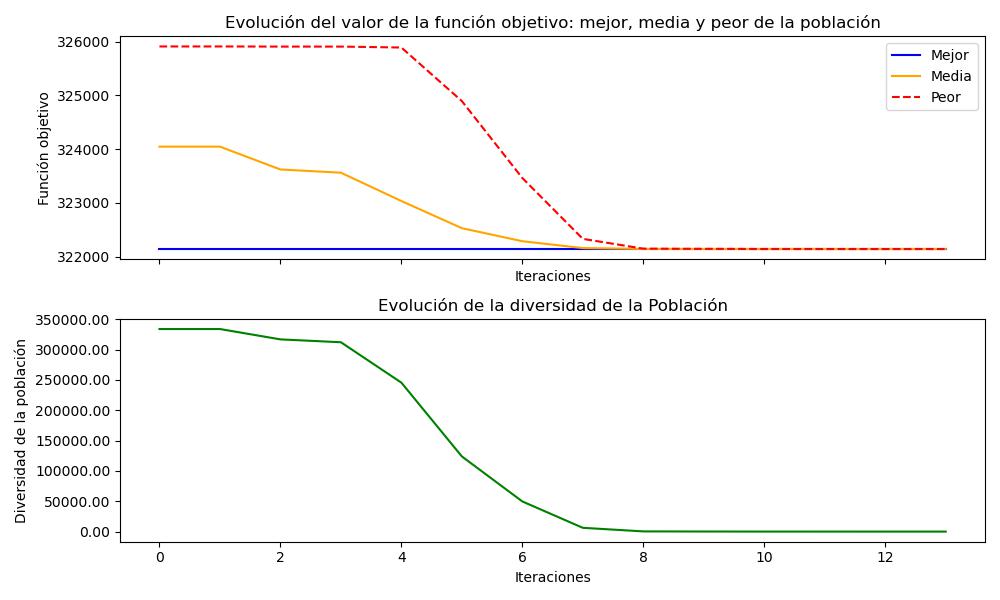 Evolución del valor de la función objetivo: mejor, media y peor de la población
326000
325000
324000
323000
322000
Función objetivo
Mejor
Media
Peor
Iteraciones
Evolución de la diversidad de la Población
350000.00
300000.00
250000.00
200000.00
150000.00
100000.00
50000.00
0.00
Diversidad de la población
0 2 4 6 8 10 12
Iteraciones